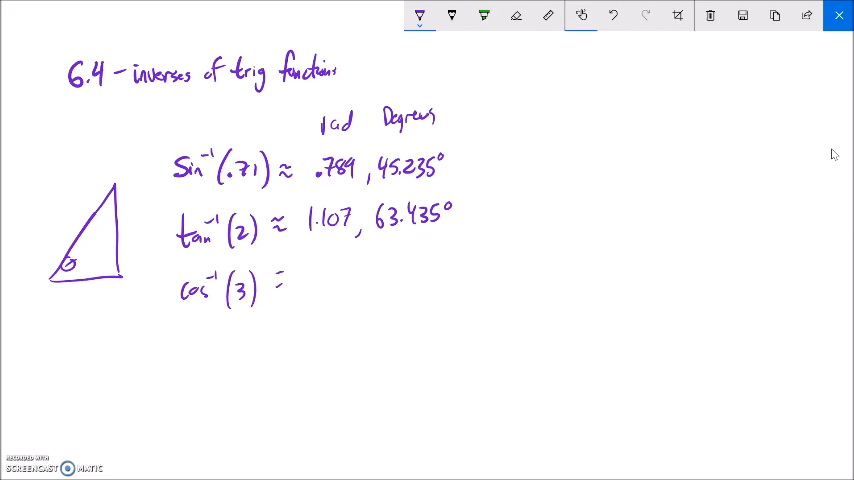 6.4 - inverses of trig functions
rad Degrees
sin⁻¹(.71) ≈ .789, 45.235°
tan⁻¹(2) ≈ 1.107, 63.435°
cos⁻¹(3) =
RECORDED WITH
SCREENCAST MATIC